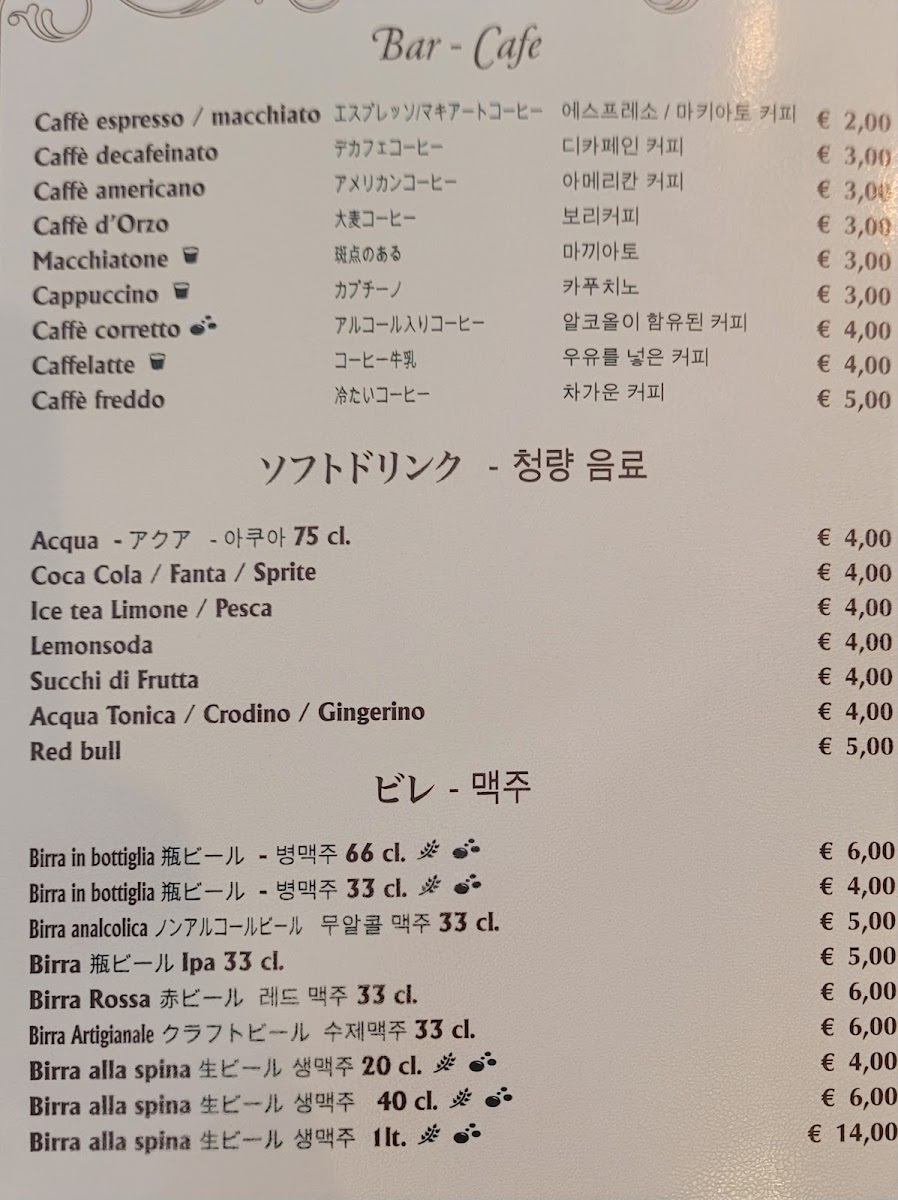 Bar - Cafe
Caffè espresso / macchiato エスプレッソ/マキアートコーヒー 에스프레소 / 마키아토 커피 € 2,00
Caffè decafeinato デカフェコーヒー 디카페인 커피 € 3,00
Caffè americano アメリカンコーヒー 아메리칸 커피 € 3,00
Caffè d'Orzo 大麦コーヒー 보리커피 € 3,00
Macchiatone 斑点のある 마끼아토 € 3,00
Cappuccino カプチーノ 카푸치노 € 3,00
Caffè corretto アルコール入りコーヒー 알코올이 함유된 커피 € 4,00
Caffelatte コーヒー牛乳 우유를 넣은 커피 € 4,00
Caffè freddo 冷たいコーヒー 차가운 커피 € 5,00
ソフトドリンク - 청량 음료
Acqua - アクア - 아쿠아 75 cl. € 4,00
Coca Cola / Fanta / Sprite € 4,00
Ice tea Limone / Pesca € 4,00
Lemonsoda € 4,00
Succhi di Frutta € 4,00
Acqua Tonica / Crodino / Gingerino € 4,00
Red bull € 5,00
ビレ - 맥주
Birra in bottiglia 瓶ビール - 병맥주 66 cl. € 6,00
Birra in bottiglia 瓶ビール - 병맥주 33 cl. € 4,00
Birra analcolica ノンアルコールビール 무알콜 맥주 33 cl. € 5,00
Birra 瓶ビール Ipa 33 cl. € 5,00
Birra Rossa 赤ビール 레드 맥주 33 cl. € 6,00
Birra Artigianale クラフトビール 수제맥주 33 cl. € 6,00
Birra alla spina 生ビール 생맥주 20 cl. € 4,00
Birra alla spina 生ビール 생맥주 40 cl. € 6,00
Birra alla spina 生ビール 생맥주 1lt. € 14,00